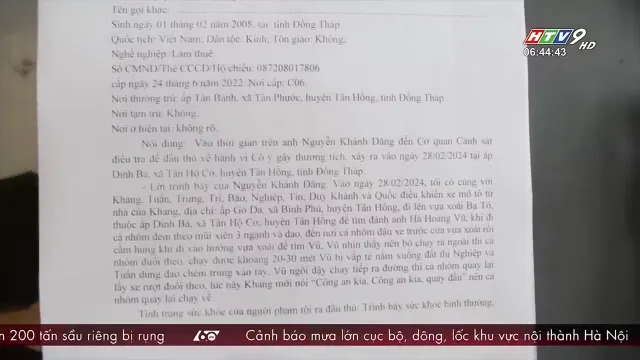 Tên gọi khác:
Sinh ngày 01 tháng 02 năm 2008, tại tỉnh Đồng Tháp.
Quốc tịch: Việt Nam; Dân tộc: Kinh; Tôn giáo: Không;
Nghề nghiệp: Làm thuê
Số CMND/Thẻ CCCD/Hộ chiếu: 087208017806
cấp ngày 24 tháng 6 năm 2022. Nơi cấp: C06.
Nơi thường trú: ấp Tân Bảnh, xã Tân Phước, huyện Tân Hồng, tỉnh Đồng Tháp.
Nơi tạm trú: Không.
Nơi ở hiện tại: không rõ.
Nội dung: Vào thời gian trên anh Nguyễn Khánh Đăng đến Cơ quan Cảnh sát
điều tra để đầu thú về hành vi Cố ý gây thương tích, xảy ra vào ngày 28/02/2024 tại ấp
Dinh Bà, xã Tân Hộ Cơ, huyện Tân Hồng, tỉnh Đồng Tháp.
- Lời trình bày của Nguyễn Khánh Đăng: Vào ngày 28/02/2024, tôi có cùng với
Khang, Tuấn, Trung, Trí, Bảo, Nghiệp, Tin, Duy Khánh và Quốc điều khiển xe mô tô từ
nhà của Khang, địa chỉ: ấp Gò Da, xã Bình Phú, huyện Tân Hồng, đi lên vựa xoài Ba Tô,
thuộc ấp Dinh Bà, xã Tân Hộ Cơ, huyện Tân Hồng để tìm đánh anh Hà Hoàng Vũ, khi đi
cả nhóm đem theo mũi xiên 3 ngạnh và dao, đến nơi cả nhóm đậu xe trước cửa vựa xoài rồi
cầm hung khí đi vào hướng vựa xoài để tìm Vũ, Vũ nhìn thấy nên bỏ chạy ra ngoài thì cả
nhóm đuổi theo, chạy được khoảng 20-30 mét Vũ bị vấp té nằm xuống đất thì Nghiệp và
Tuấn dùng dao chém trúng vào tay, Vũ ngồi dậy chạy tiếp ra đường thì cả nhóm quay lại
lấy xe rượt đuổi theo, lúc này Khang mới nói "Công an kìa, Công an kìa, quay đầu" nên cả
nhóm quay lại chạy về.
Tình trạng sức khỏe của người phạm tội ra đầu thú: Trình bày sức khoẻ bình thường,
HTV9 HD
06:44:43
n 200 tấn sầu riêng bị rụng
60
Cảnh báo mưa lớn cục bộ, dông, lốc khu vực nội thành Hà Nội